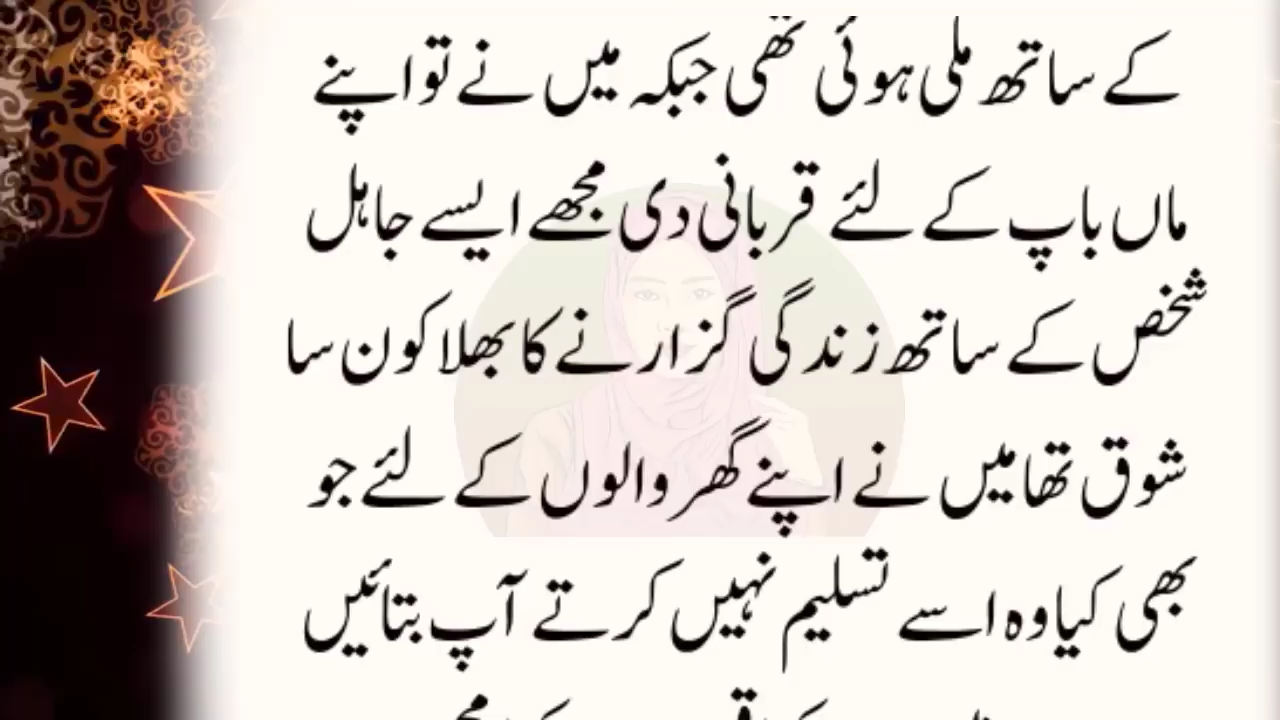 کے ساتھ ملی ہوئی تھی جبکہ میں نے تو اپنے
ماں باپ کے لئے قربانی دی مجھے ایسے جاہل
شخص کے ساتھ زندگی گزارنے کا بھلا کون سا
شوق تھا میں نے اپنے گھر والوں کے لئے جو
بھی کیا وہ اسے تسلیم نہیں کرتے آپ بتائیں